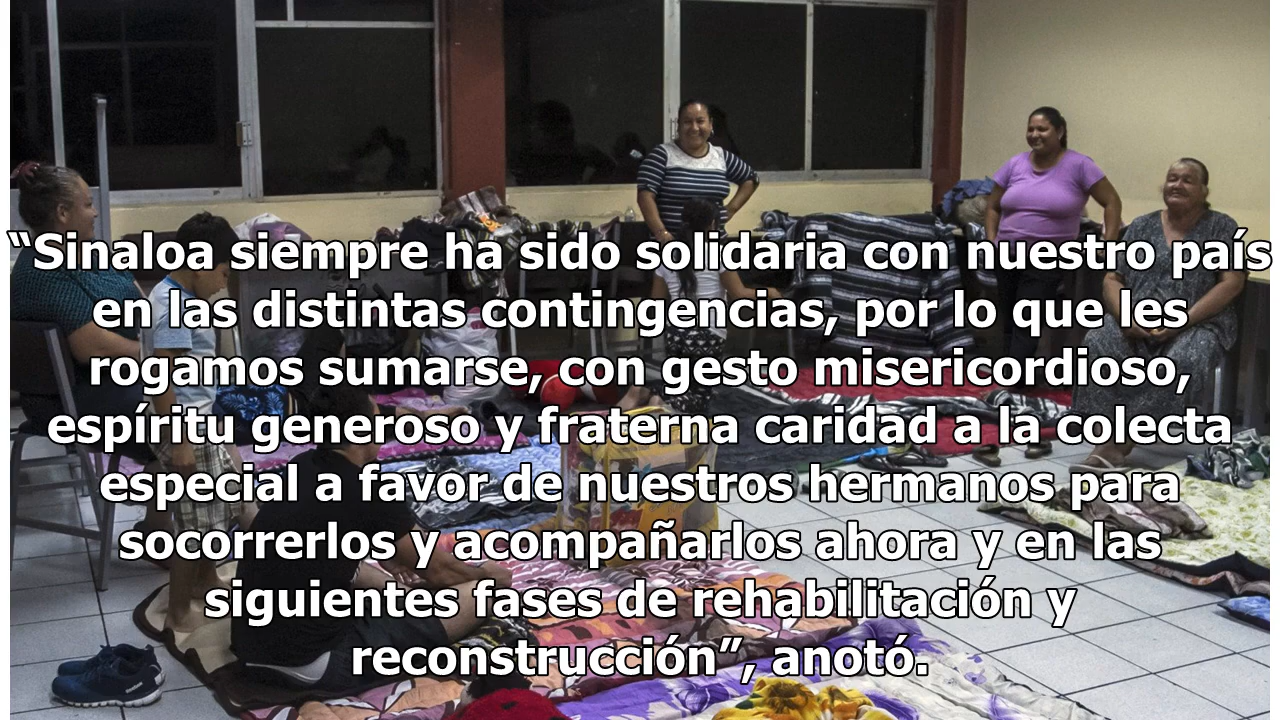 “Sinaloa siempre ha sido solidaria con nuestro país
en las distintas contingencias, por lo que les
rogamos sumarse, con gesto misericordioso,
espíritu generoso y fraterna caridad a la colecta
especial a favor de nuestros hermanos para
socorrerlos y acompañarlos ahora y en las
siguientes fases de rehabilitación y
reconstrucción”, anotó.